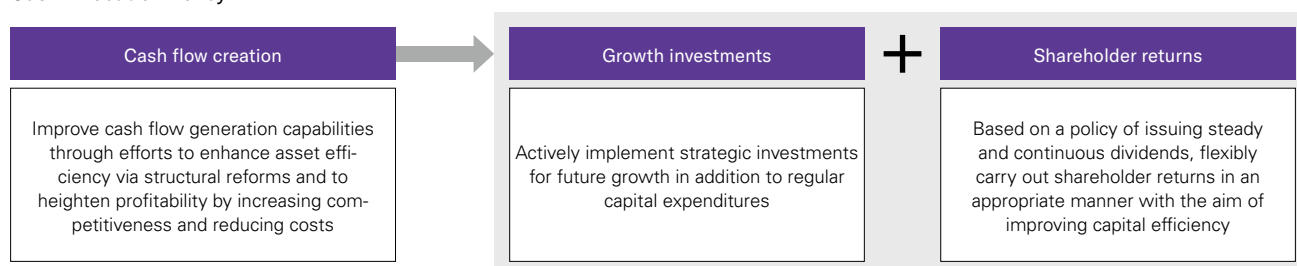 Cash flow creation
Improve cash flow generation capabilities
through efforts to enhance asset effi-
ciency via structural reforms and to
heighten profitability by increasing com-
petitiveness and reducing costs
Growth investments
Actively implement strategic investments
for future growth in addition to regular
capital expenditures
+
Shareholder returns
Based on a policy of issuing steady
and continuous dividends, flexibly
carry out shareholder returns in an
appropriate manner with the aim of
improving capital efficiency